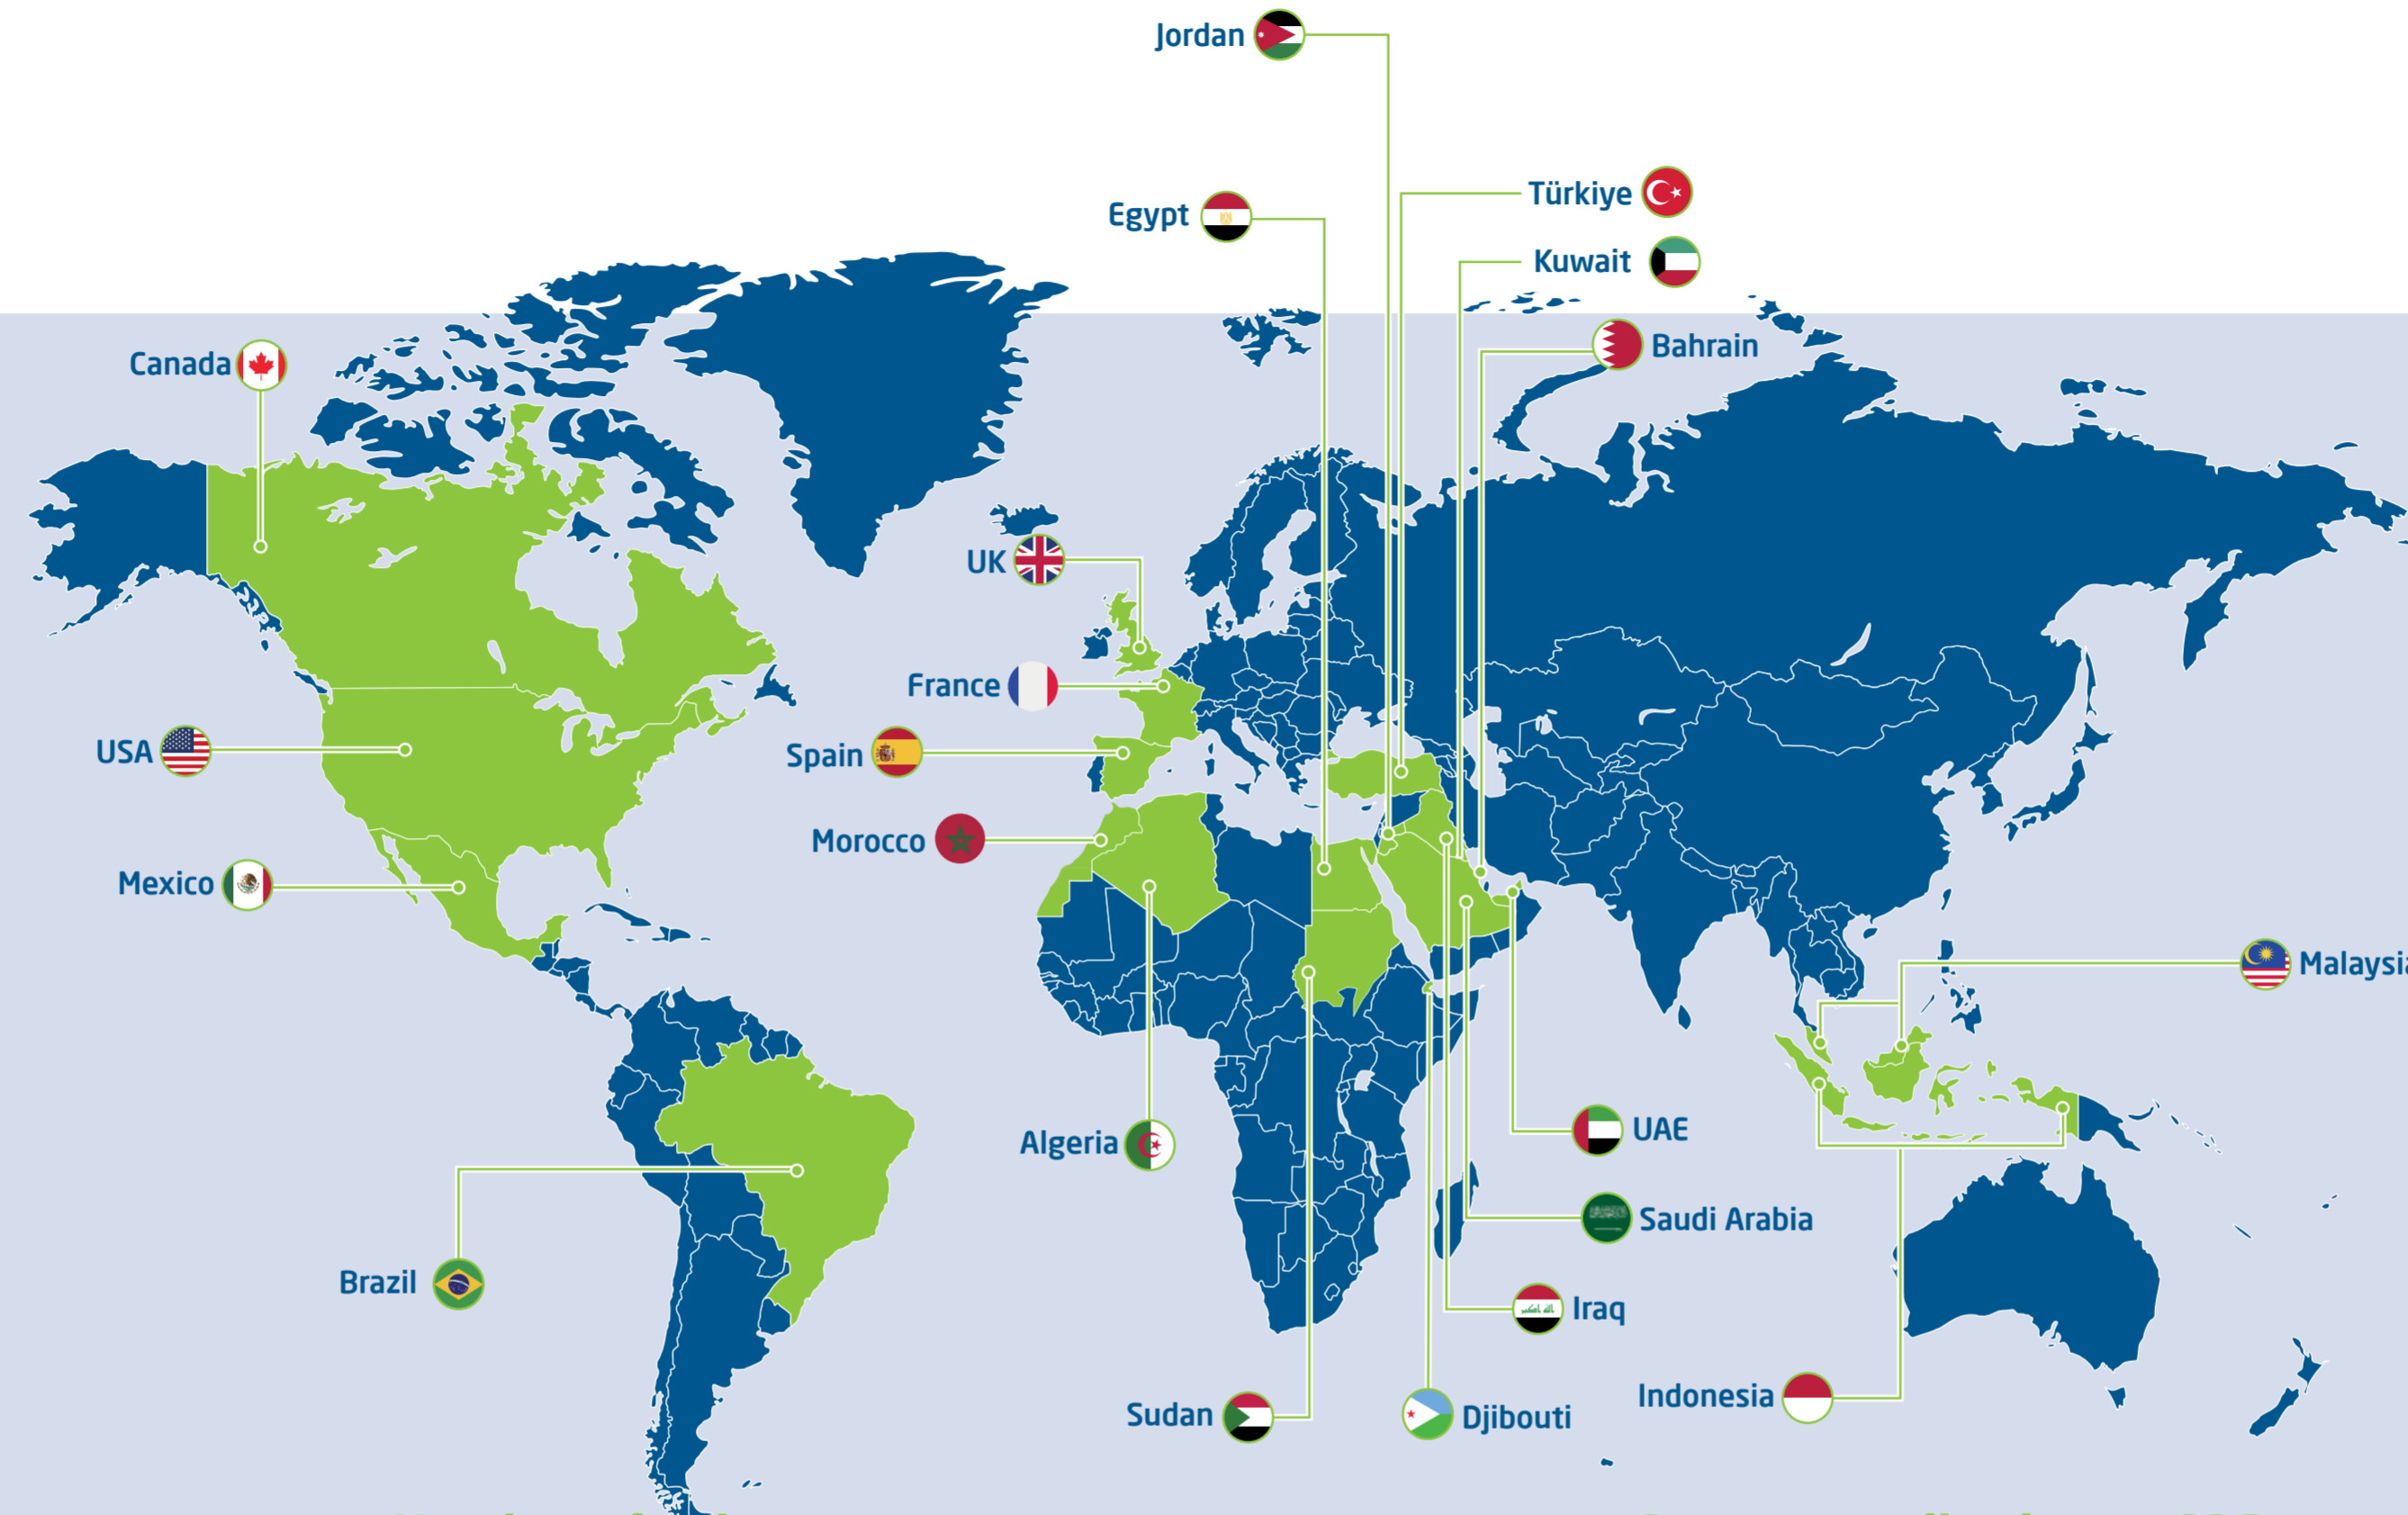 Jordan
Türkiye
Egypt
Kuwait
Bahrain
Canada
UK
France
USA
Spain
Morocco
Mexico
Malaysia
UAE
Algeria
Saudi Arabia
Brazil
Iraq
Indonesia
Sudan
Djibouti